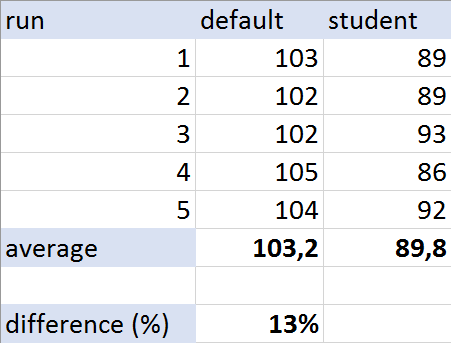 run default student
1 103 89
2 102 89
3 102 93
4 105 86
5 104 92
average 103,2 89,8
difference (%) 13%